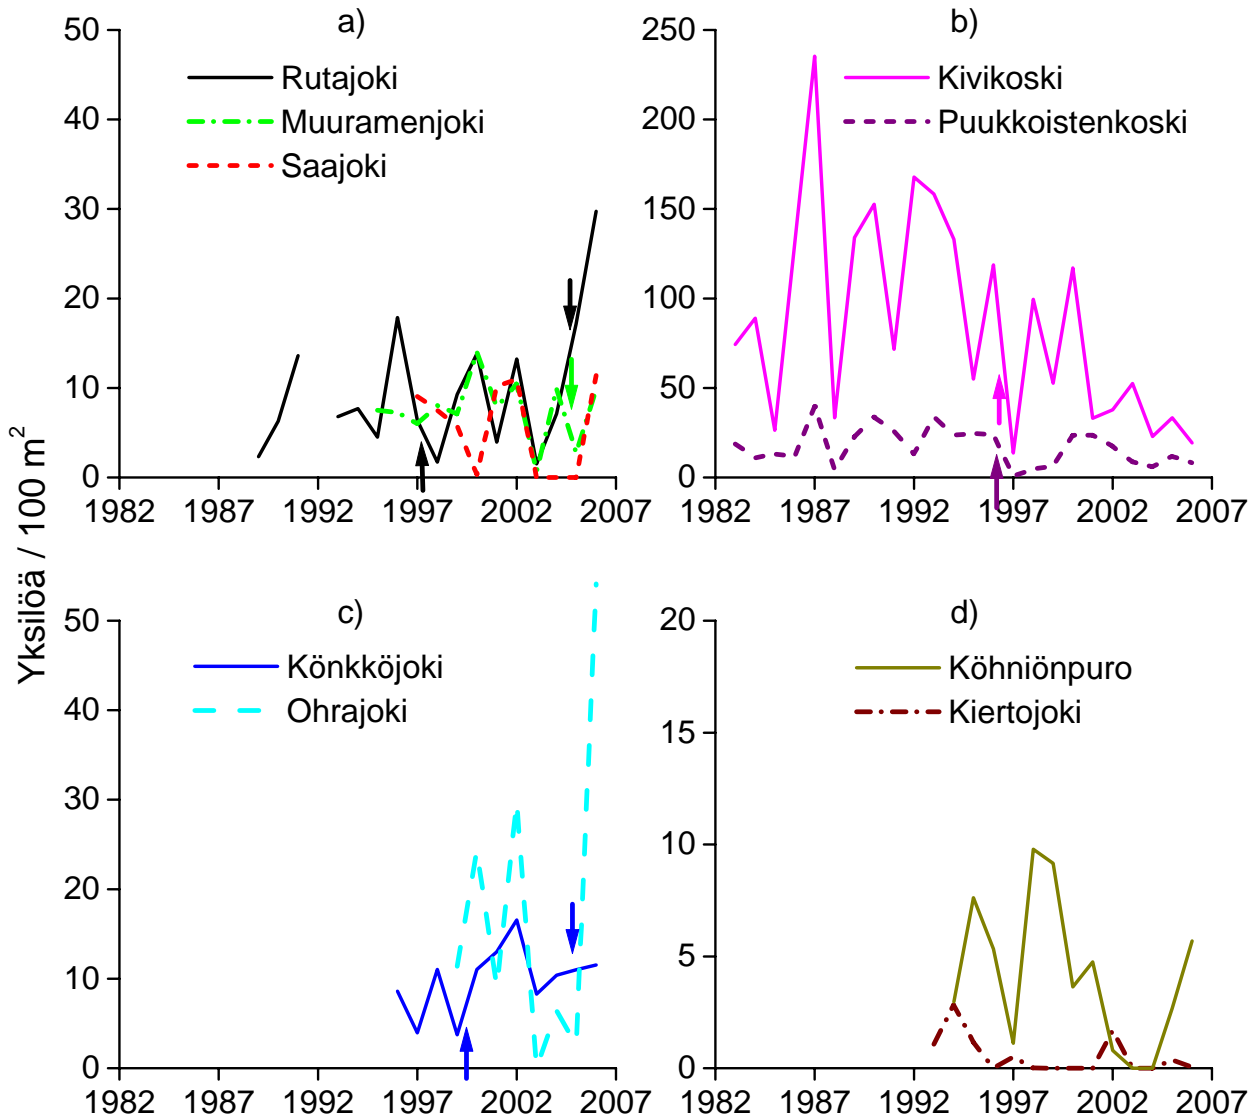 Yksilöä / 100 m²
a)
Rutajoki
Muuramenjoki
Saajoki
50
40
30
20
10
0
1982 1987 1992 1997 2002 2007
b)
Kivikoski
Puukkoistenkoski
250
200
150
100
50
0
1982 1987 1992 1997 2002 2007
c)
Könkköjoki
Ohrajoki
50
40
30
20
10
0
1982 1987 1992 1997 2002 2007
d)
Köhniönpuro
Kiertojoki
20
15
10
5
0
1982 1987 1992 1997 2002 2007